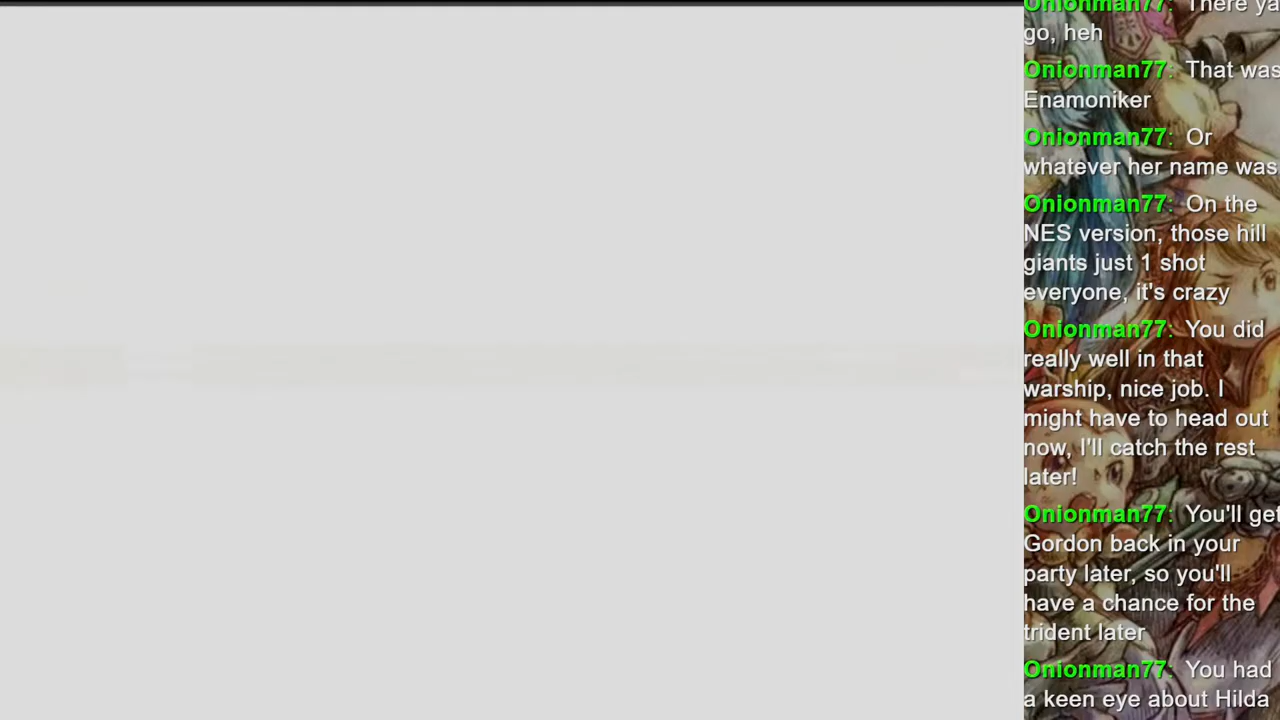 Onionman77: There ya
go, heh
Onionman77: That was
Enamoniker
Onionman77: Or
whatever her name was
Onionman77: On the
NES version, those hill
giants just 1 shot
everyone, it's crazy
Onionman77: You did
really well in that
warship, nice job. I
might have to head out
now, I'll catch the rest
later!
Onionman77: You'll get
Gordon back in your
party later, so you'll
have a chance for the
trident later
Onionman77: You had
a keen eye about Hilda